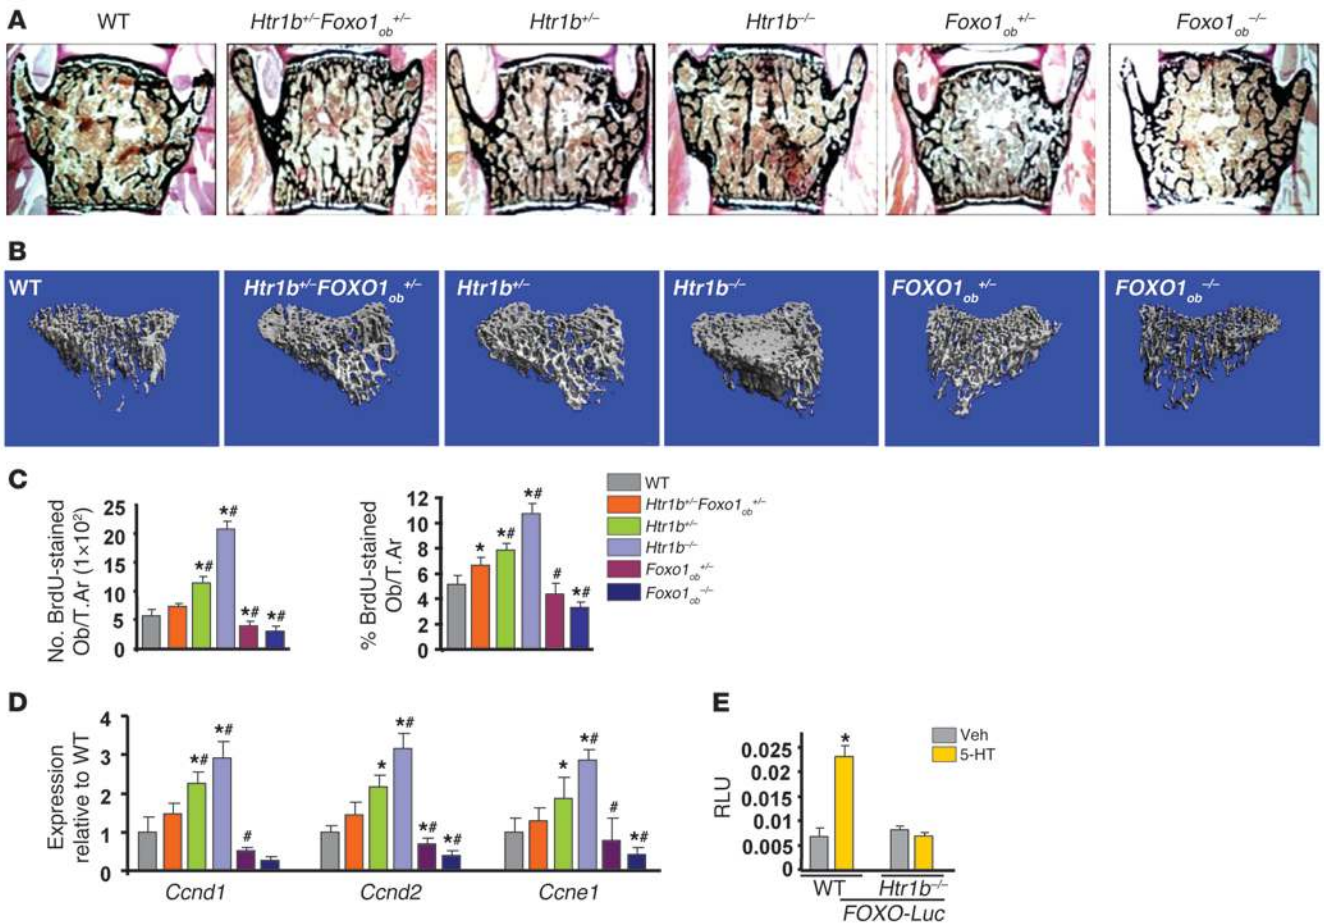 A
WT
Htr1b+/–Foxo1ob+/–
Htr1b+/–
Htr1b–/–
Foxo1ob+/–
Foxo1ob–/–
B
WT
Htr1b+/–FOXO1ob+/–
Htr1b+/–
Htr1b–/–
FOXO1ob+/–
FOXO1ob–/–
C
No. BrdU-stained
Ob/T.Ar (1×10²)
25
20
15
10
5
0
*#
*#
*#
*#
% BrdU-stained
Ob/T.Ar
12
10
8
6
4
2
0
*
*#
*#
#
*#
WT
Htr1b+/–Foxo1ob+/–
Htr1b+/–
Htr1b–/–
Foxo1ob+/–
Foxo1ob–/–
D
Expression
relative to WT
4
3
2
1
0
*#
*#
#
*
*#
*#
*#
*
*#
#
*#
Ccnd1
Ccnd2
Ccne1
E
RLU
0.025
0.02
0.015
0.01
0.005
0
*
Veh
5-HT
WT
Htr1b–/–
FOXO-Luc